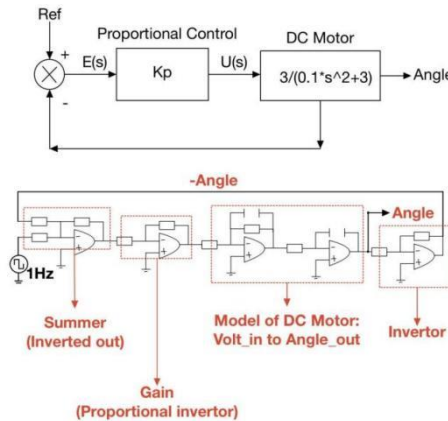 Ref
Proportional Control
DC Motor
+
E(s)
Kp
U(s)
3/(0.1*s^2+3)
Angle
-
-Angle
Angle
1Hz
Summer
(Inverted out)
Model of DC Motor:
Volt_in to Angle_out
Invertor
Gain
(Proportional invertor)